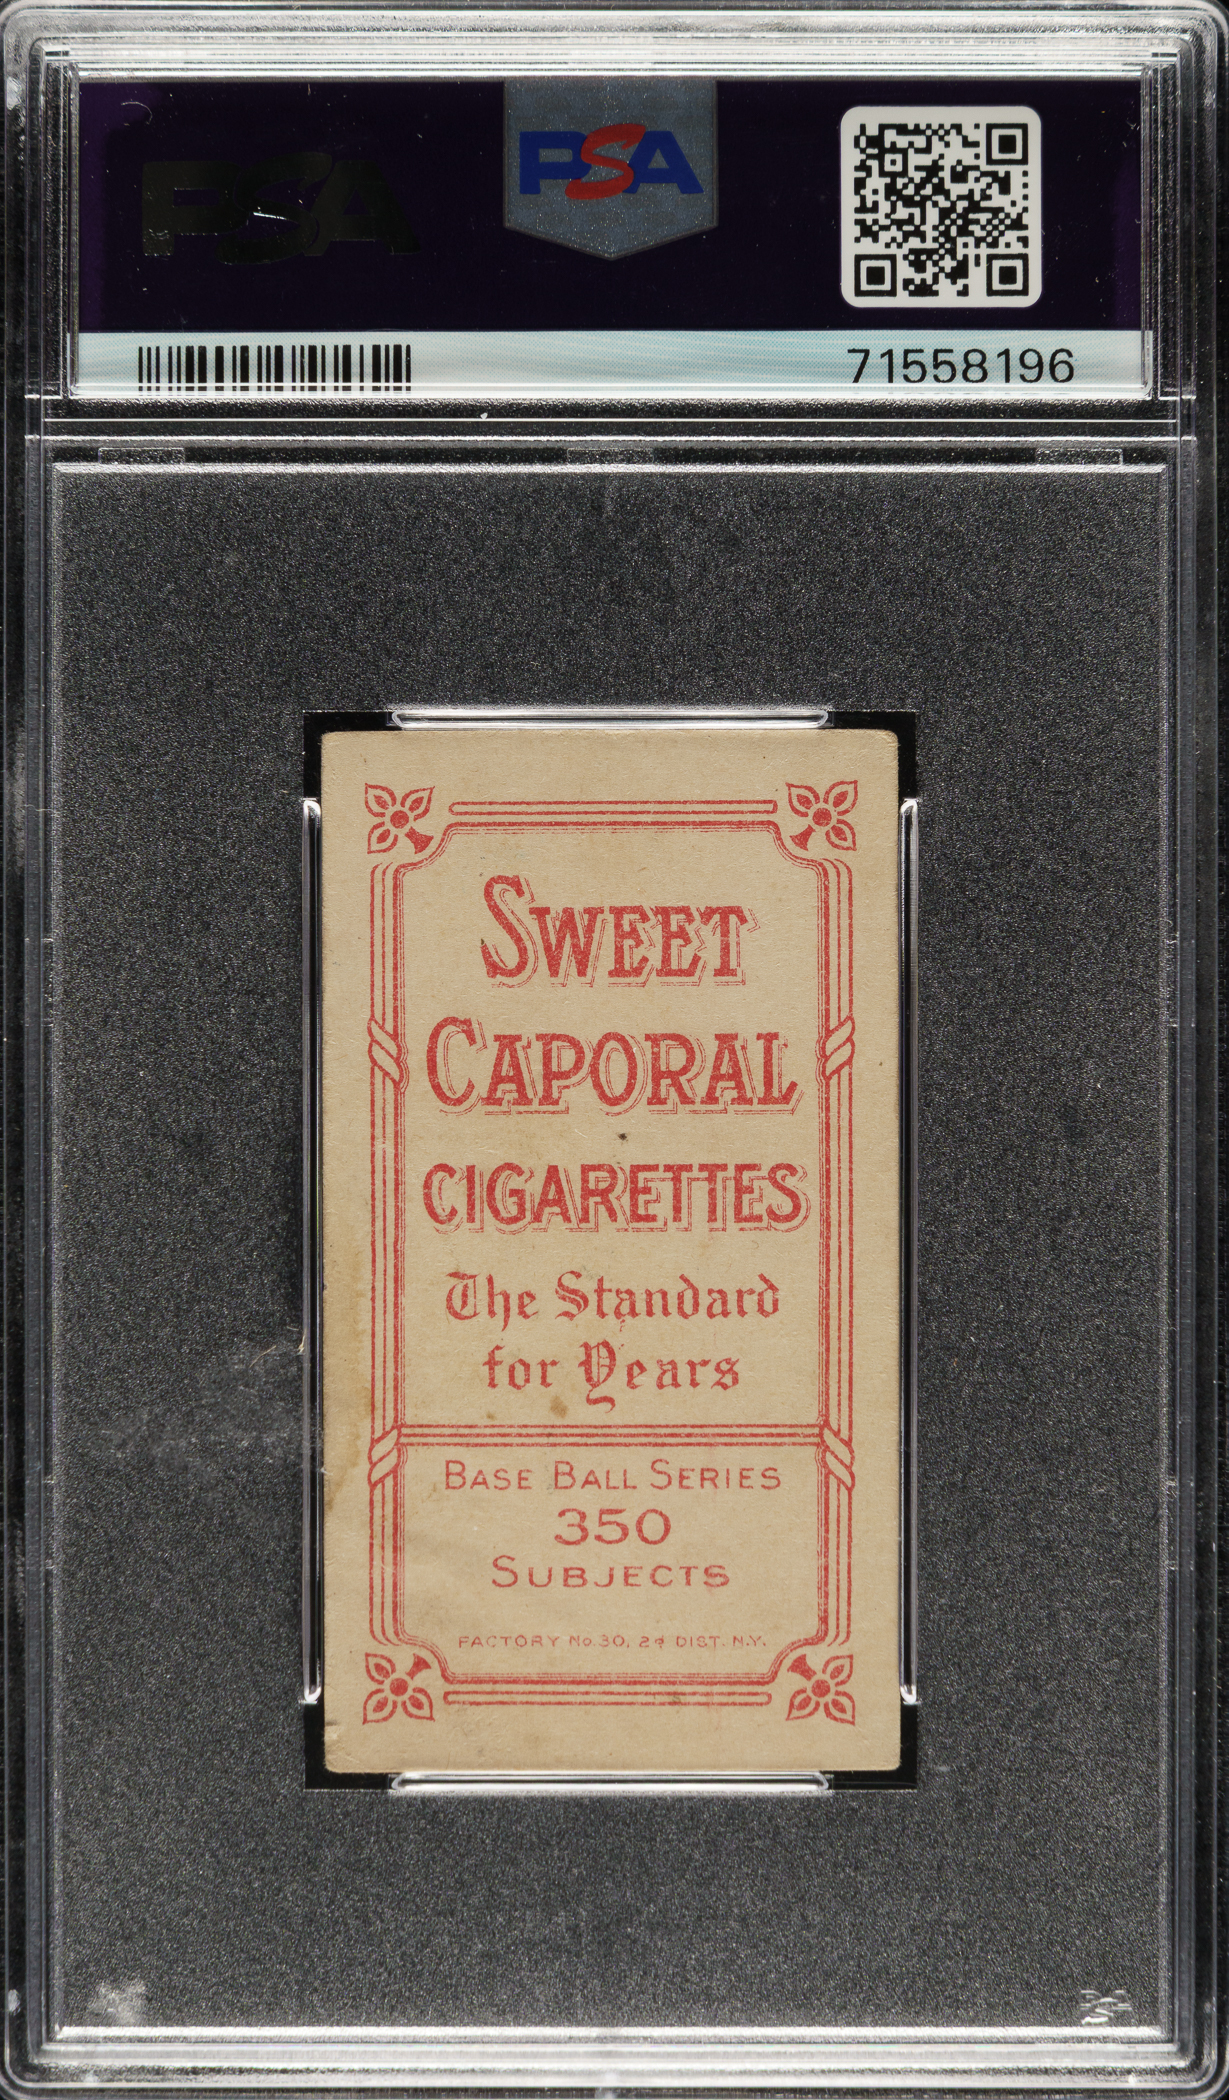 PSA
PSA
71558196
SWEET
CAPORAL
CIGARETTES
The Standard
for Years
BASE BALL SERIES
350
SUBJECTS
FACTORY No. 30, 2d DIST. N.Y.